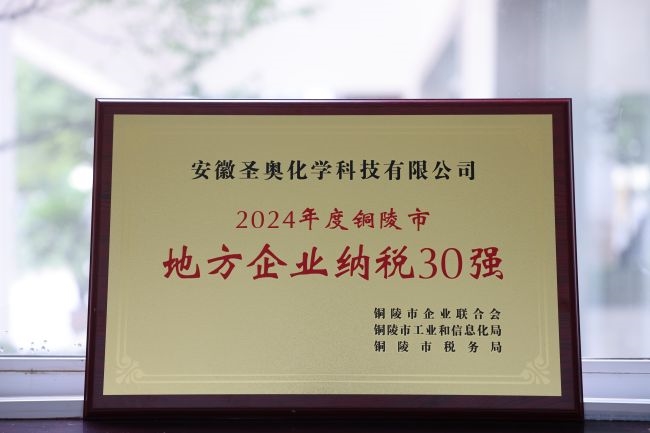 安徽圣奥化学科技有限公司
2024年度铜陵市
地方企业纳税30强
铜陵市企业联合会
铜陵市工业和信息化局
铜陵市税务局